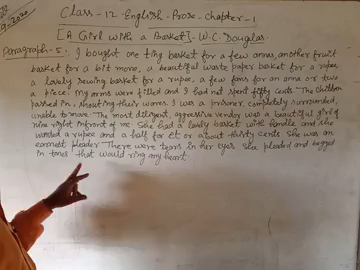 Class-12 English-Prose-Chapter-1
[A Girl with a Basket]- W.C. Douglas.
Paragraph-5. I bought one tiny basket for a few annas, another fruit
basket for a bit more, a beautiful waste paper basket for a rupee
a lovely sewing basket for a rupee, a few fans for an anna or two
a piece. My arms were filled and I had not spent fifty cents. The children
pressed in, shouting their wares. I was a prisoner, completely surrounded,
unable to move. The most diligent, aggressive vendor was a beautiful girl of
nine right infront of me. She had a lovely basket with handle and she
wanted a rupee and a half for it or about thirty cents. She was an
earnest pleader. There were tears in her eyes. She pleaded and begged
in tones that would ring my heart.